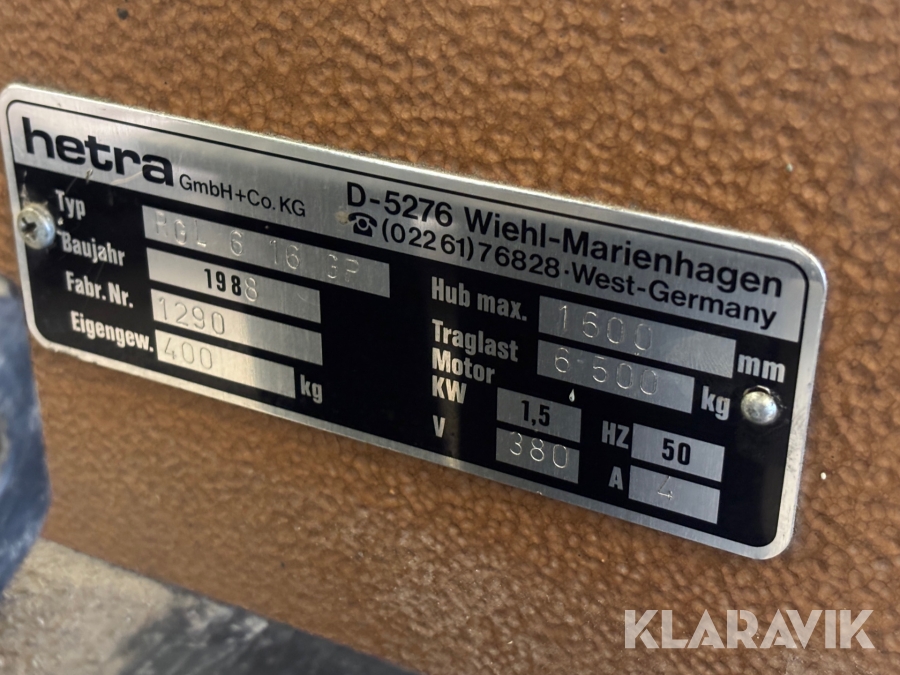 hetra GmbH+Co.KG
D-5276 Wiehl-Marienhagen
☎(02261)76828·West-Germany
Typ RGL 6 16 GP
Baujahr 1988
Fabr. Nr. 1290
Eigengew. 400 kg
Hub max. 1600 mm
Traglast 6500 kg
Motor
KW 1,5 HZ 50
V 380 A 4
KLARAVIK